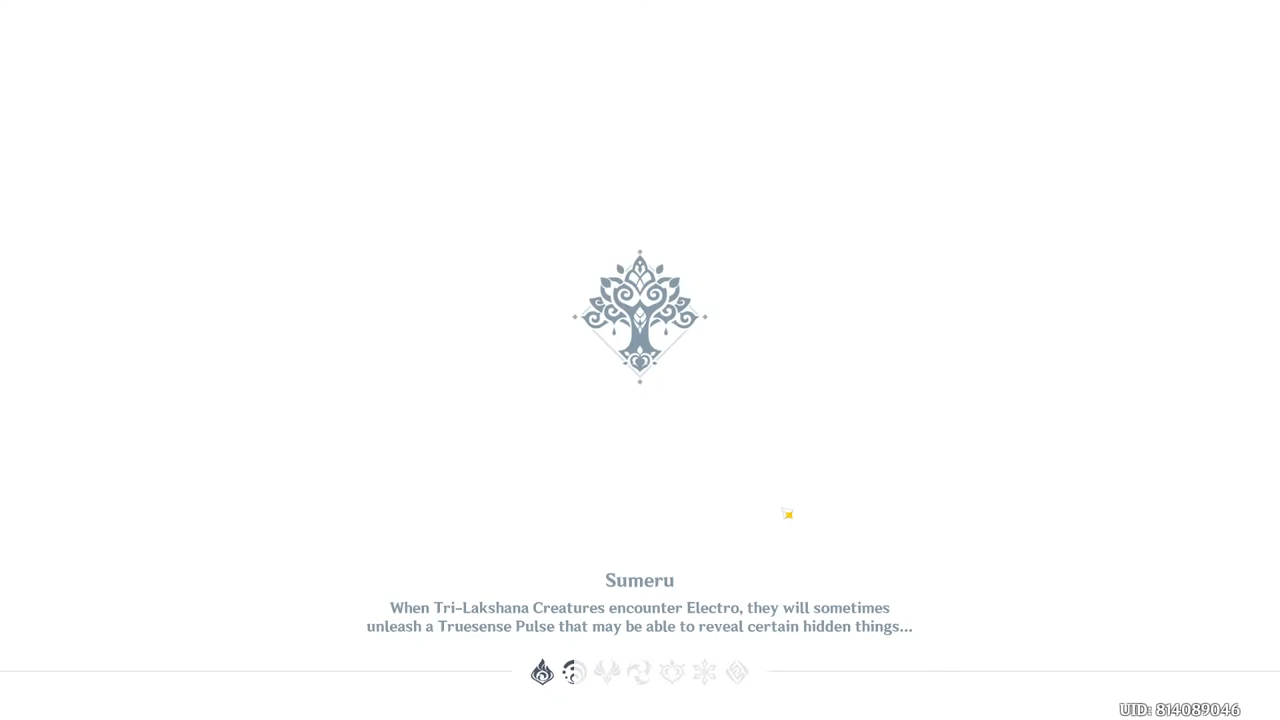 Sumeru
When Tri-Lakshana Creatures encounter Electro, they will sometimes
unleash a Truesense Pulse that may be able to reveal certain hidden things...
UID: 814089046